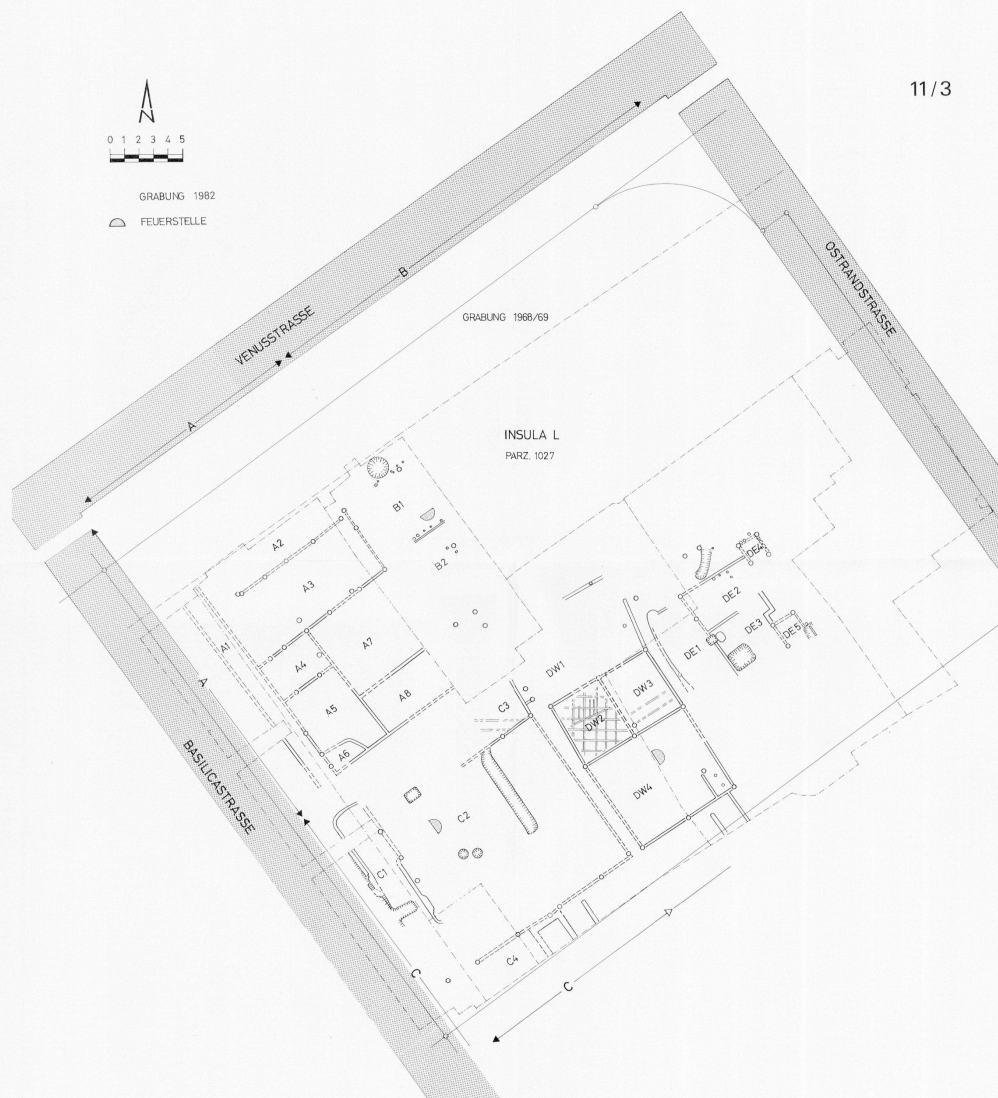 11/3
N
0 1 2 3 4 5
GRABUNG 1982
FEUERSTELLE
VENUSSTRASSE
A
B
OSTRANDSTRASSE
GRABUNG 1968/69
INSULA L
PARZ. 1027
BASILICASTRASSE
A
C
C
A1
A2
A3
A4
A5
A6
A7
A8
B1
B2
C1
C2
C3
C4
DW1
DW2
DW3
DW4
DE1
DE2
DE3
DE4
DE5